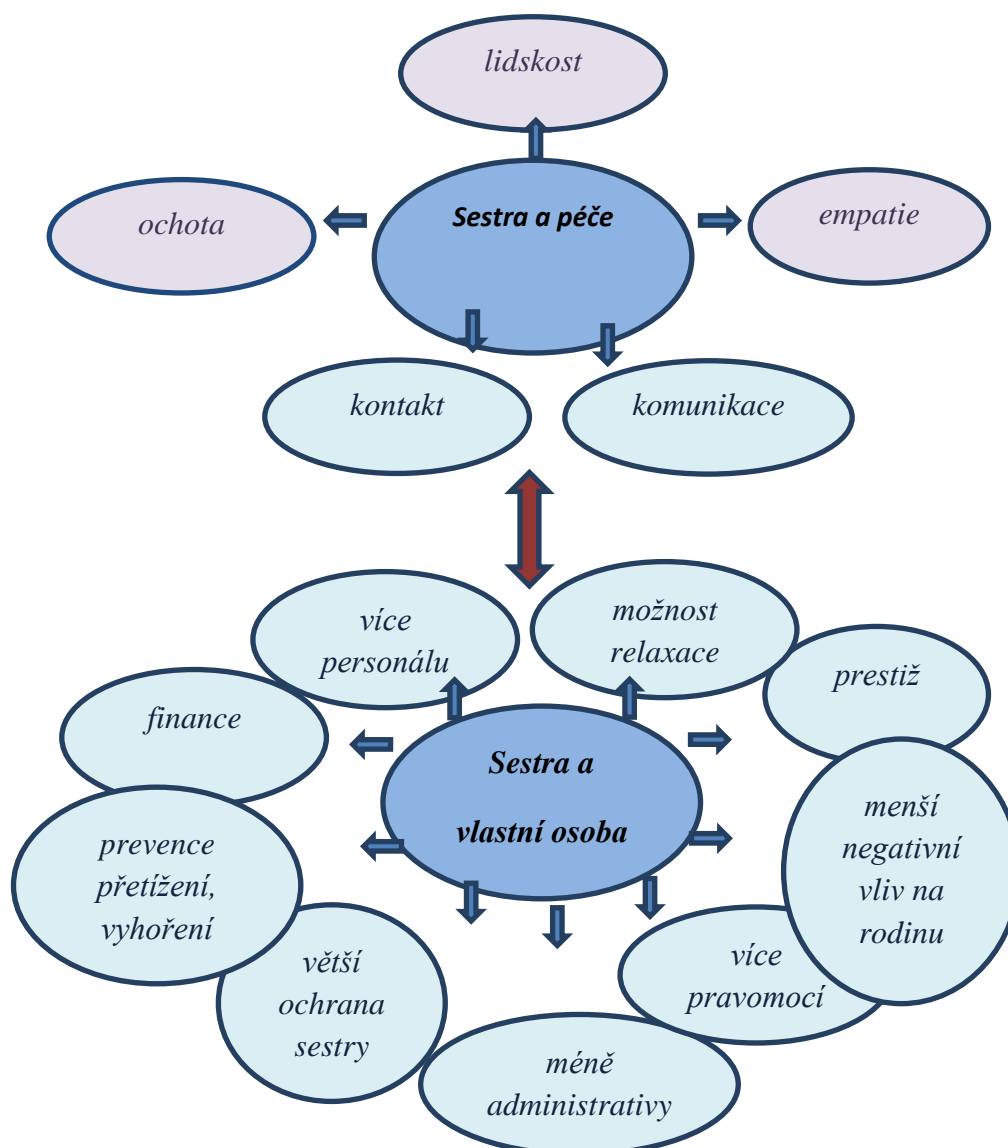 lidskost
ochota
Sestra a péče
empatie
kontakt
komunikace
více
personálu
možnost
relaxace
prestiž
finance
Sestra a
vlastní osoba
menší
negativní
vliv na
rodinu
prevence
přetížení,
vyhoření
větší
ochrana
sestry
více
pravomocí
méně
administrativy